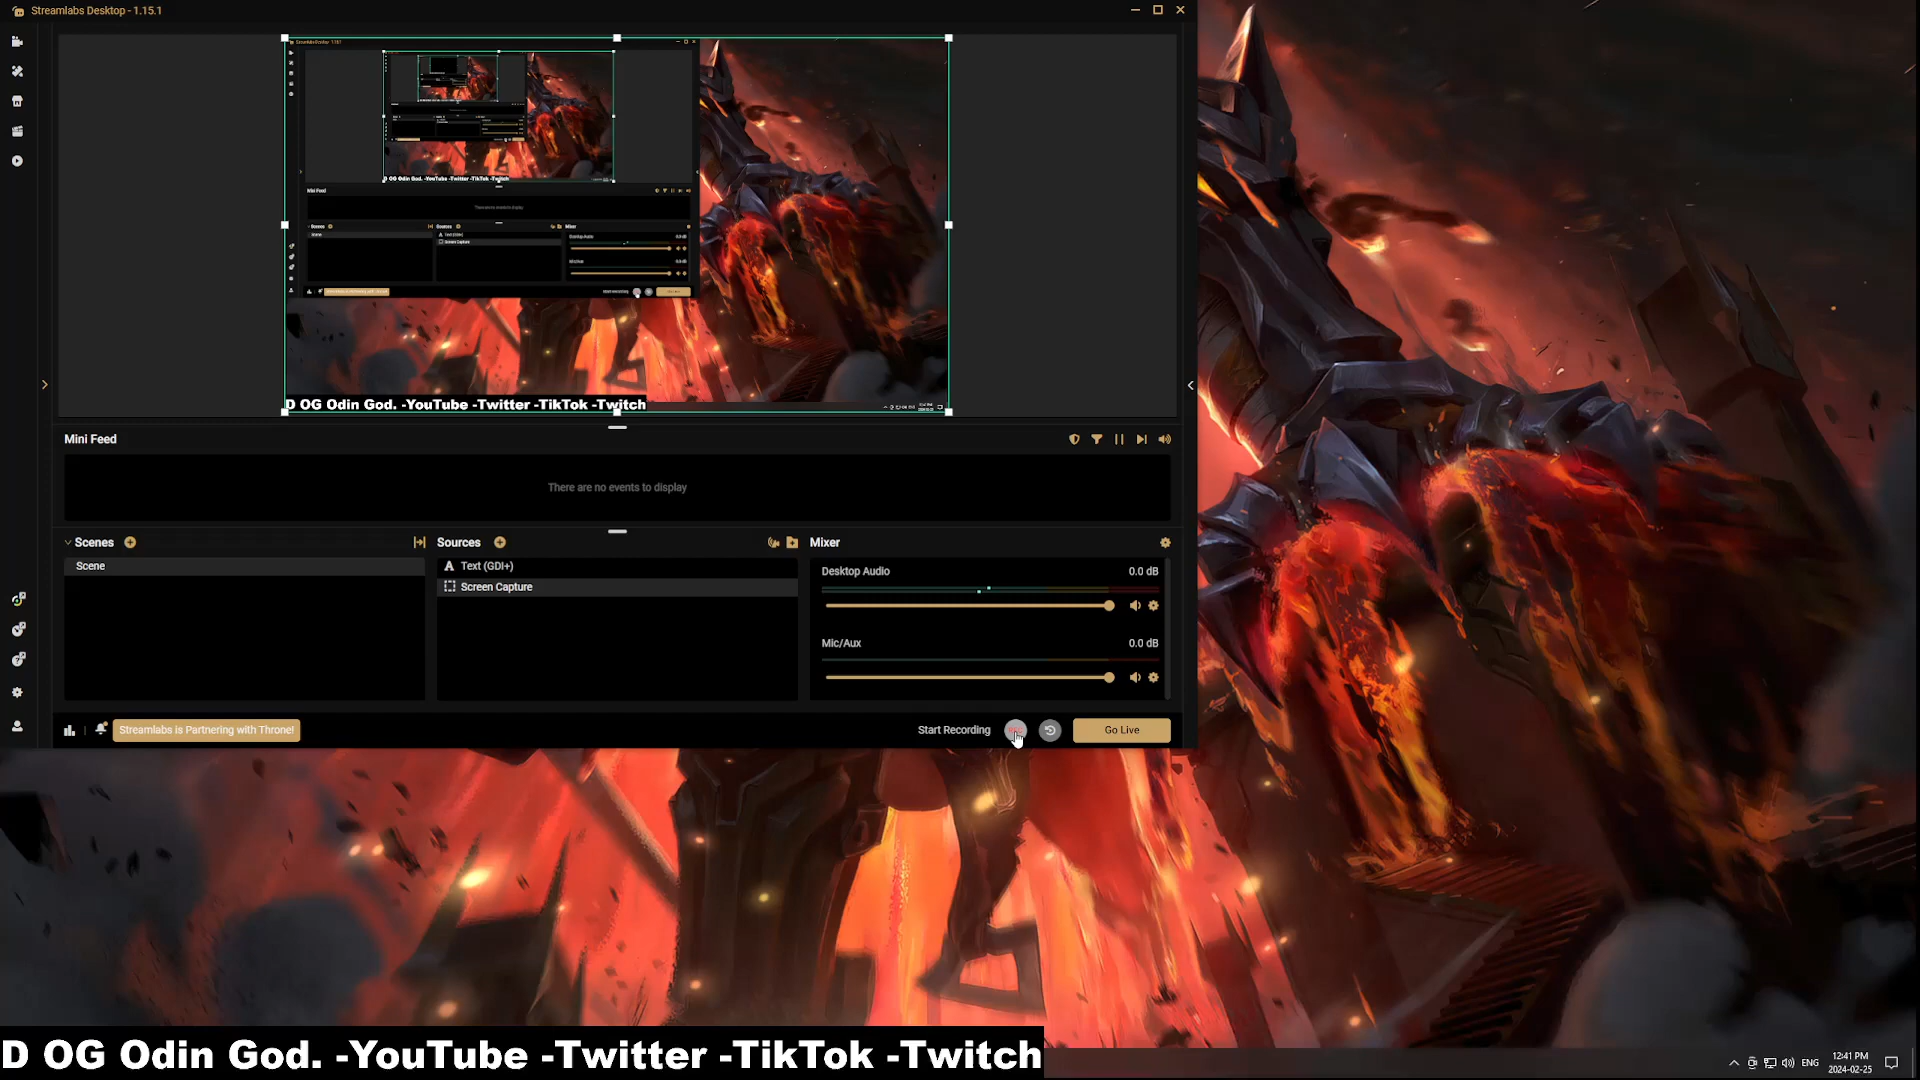 Streamlabs Desktop - 1.15.1
D OG Odin God. -YouTube -Twitter -TikTok -Twitch
Mini Feed
There are no events to display
Scenes
Sources
Mixer
Scene
Text (GDI+)
Screen Capture
Desktop Audio
0.0 dB
Mic/Aux
0.0 dB
Streamlabs is Partnering with Throne!
Start Recording
Go Live
D OG Odin God. -YouTube -Twitter -TikTok -Twitch
ENG
12:41 PM
2024-02-25